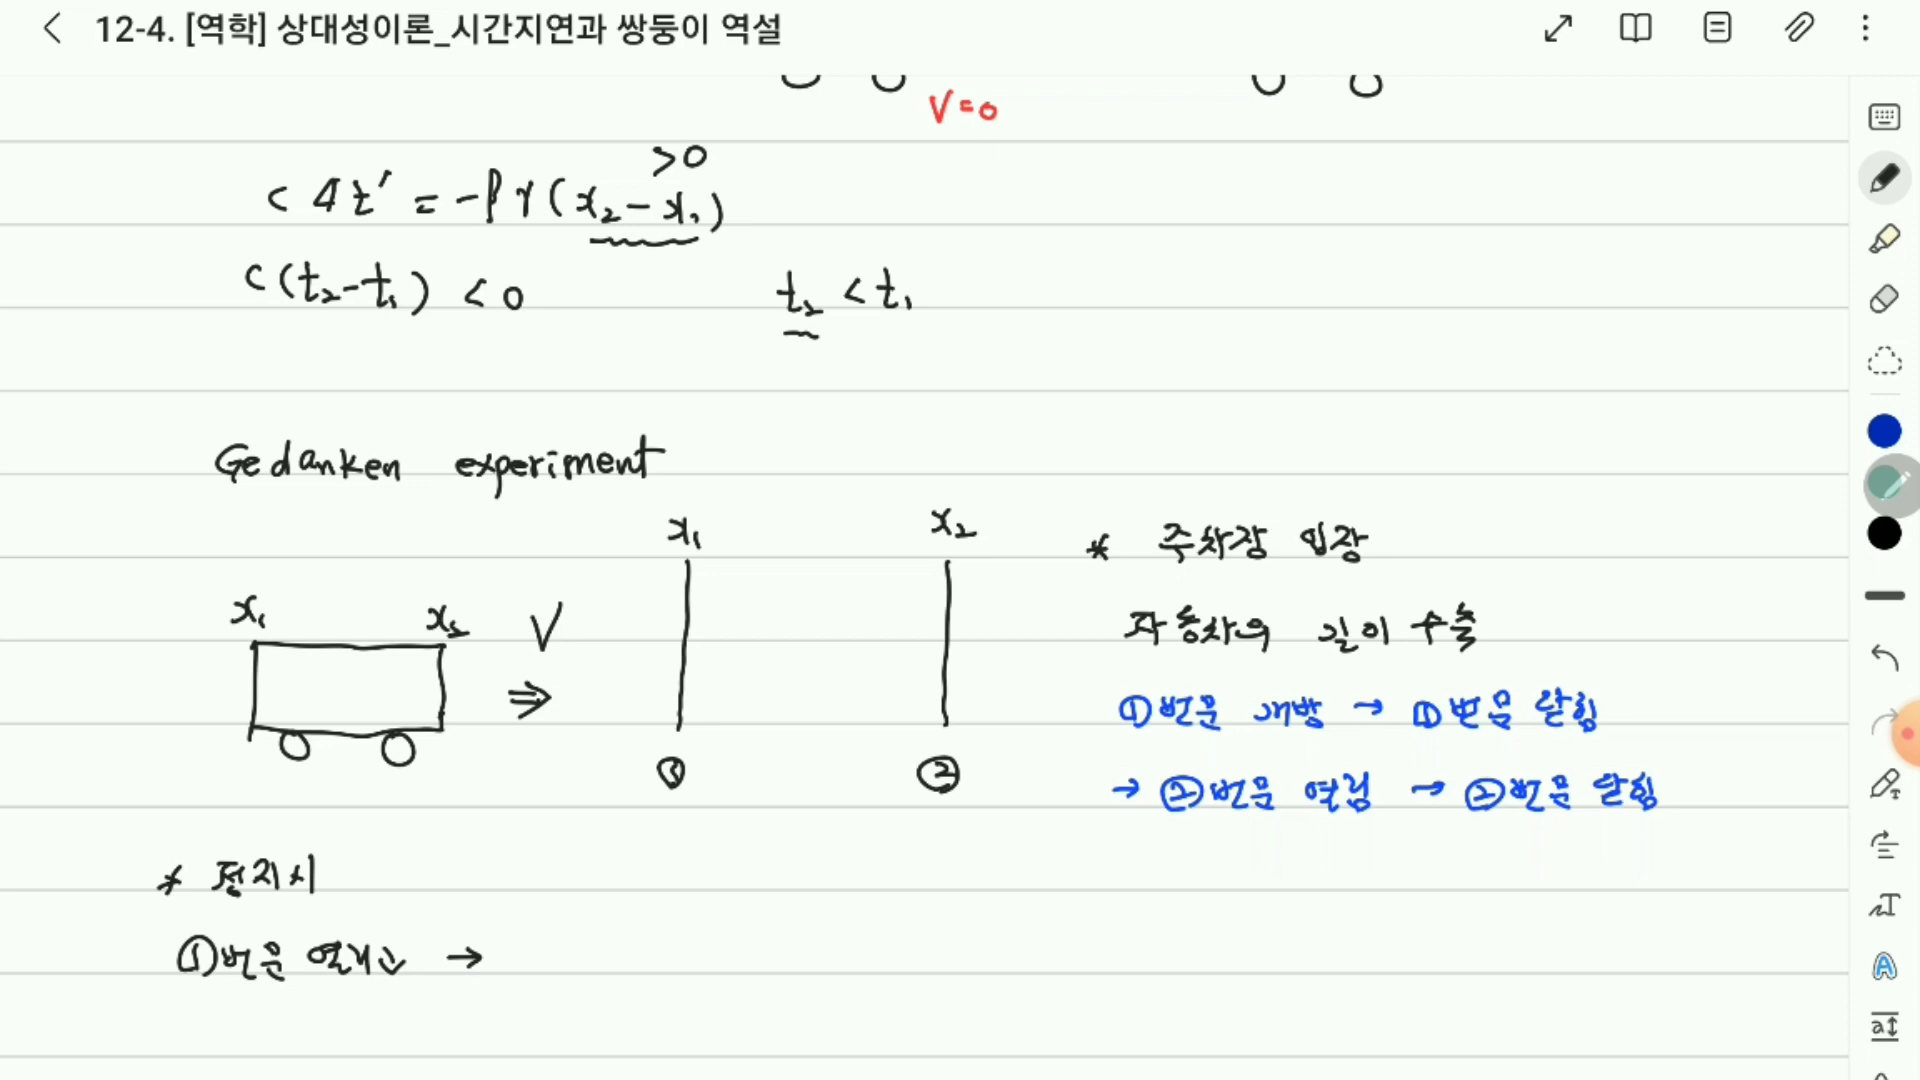 12-4. [역학] 상대성이론_시간지연과 쌍둥이 역설
V=0
>0
cΔt′ = -βγ(x₂-x₁)
c(t₂-t₁) < 0 t₂ < t₁
Gedanken experiment
x₁ x₂
x₁ x₂ V ⇒
① ②
* 주차장 입장
자동차의 길이 수축
①번문 개방 → ①번문 닫힘
→ ②번문 열림 → ②번문 닫힘
* 정지시
①번문 열리고 →